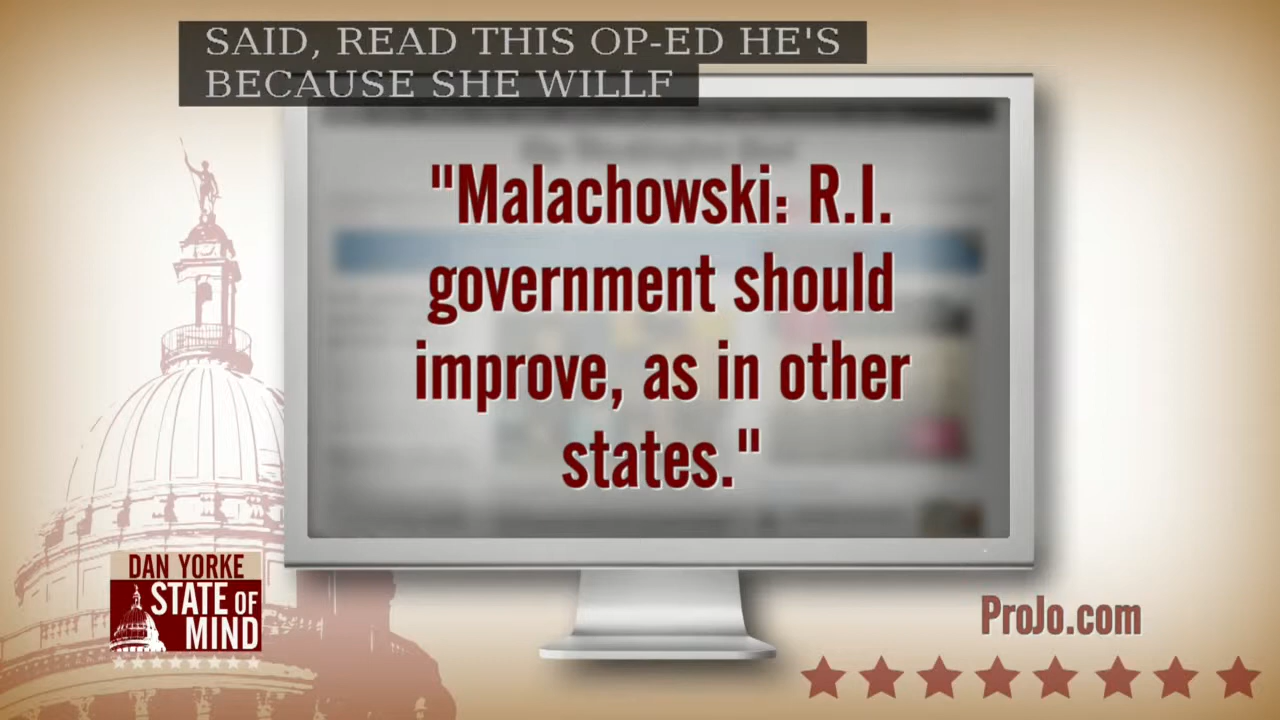 SAID, READ THIS OP-ED HE'S
BECAUSE SHE WILLF
"Malachowski: R.I.
government should
improve, as in other
states."
DAN YORKE
STATE OF
MIND
ProJo.com